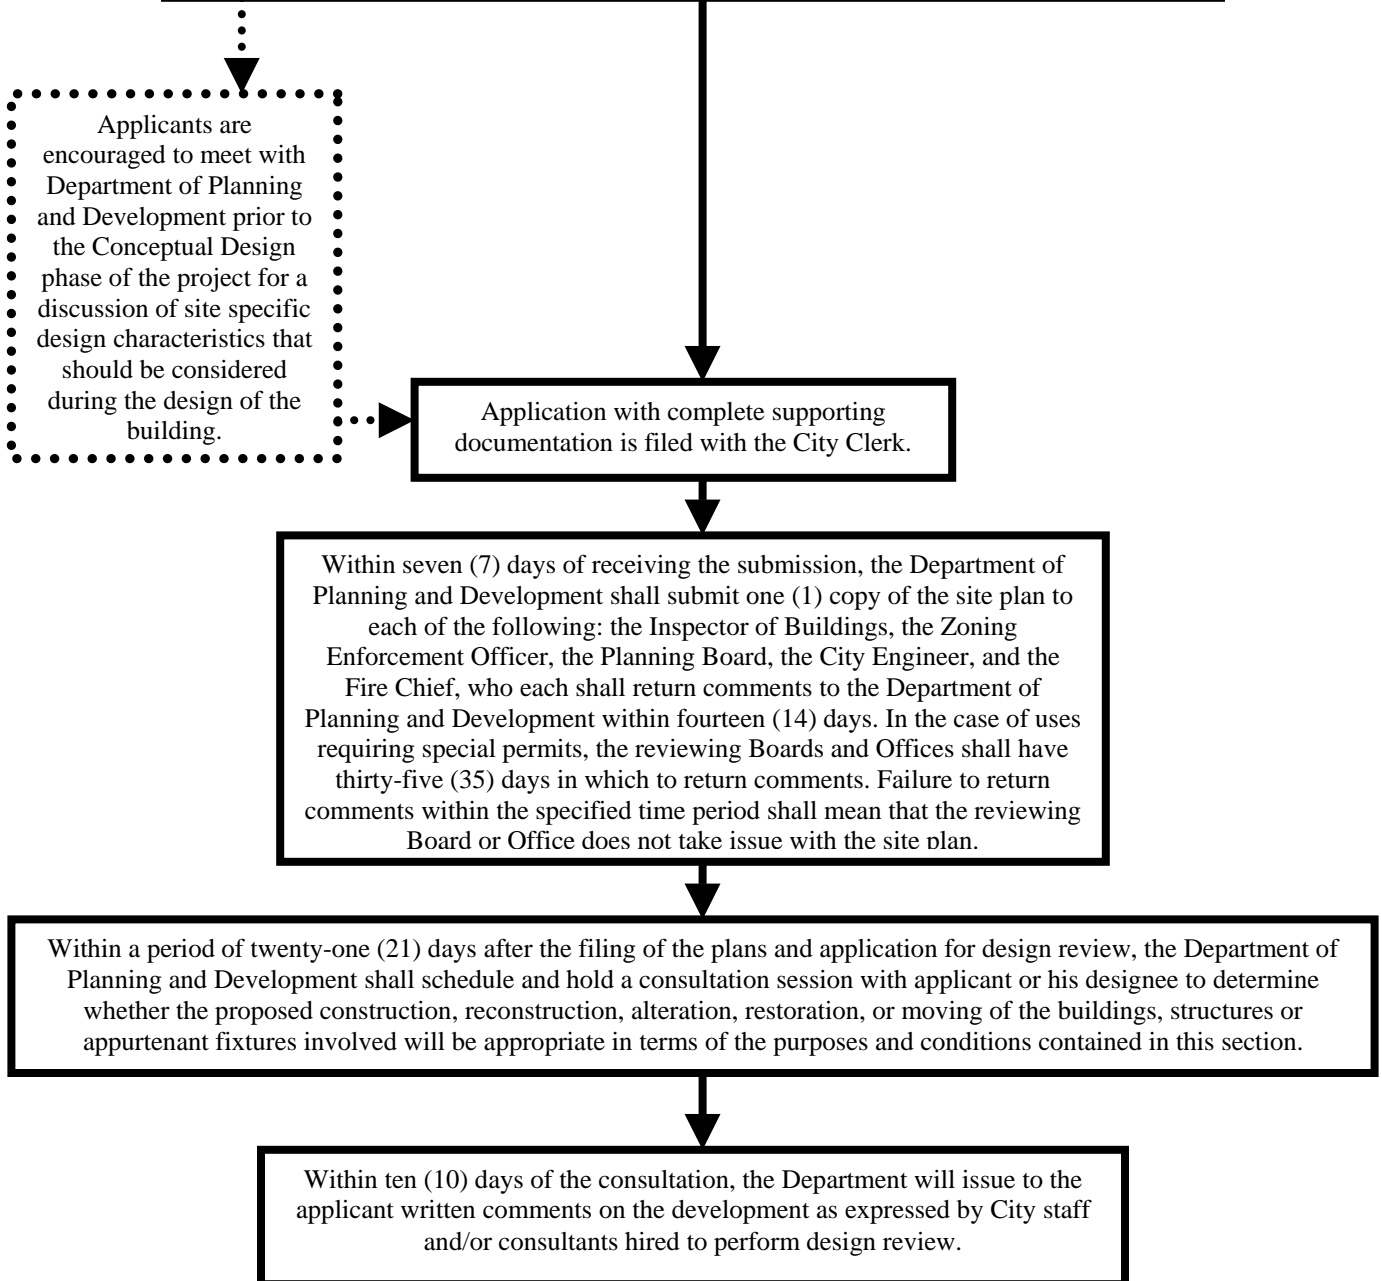 Applicants are
encouraged to meet with
Department of Planning
and Development prior to
the Conceptual Design
phase of the project for a
discussion of site specific
design characteristics that
should be considered
during the design of the
building.
Application with complete supporting
documentation is filed with the City Clerk.
Within seven (7) days of receiving the submission, the Department of
Planning and Development shall submit one (1) copy of the site plan to
each of the following: the Inspector of Buildings, the Zoning
Enforcement Officer, the Planning Board, the City Engineer, and the
Fire Chief, who each shall return comments to the Department of
Planning and Development within fourteen (14) days. In the case of uses
requiring special permits, the reviewing Boards and Offices shall have
thirty-five (35) days in which to return comments. Failure to return
comments within the specified time period shall mean that the reviewing
Board or Office does not take issue with the site plan.
Within a period of twenty-one (21) days after the filing of the plans and application for design review, the Department of
Planning and Development shall schedule and hold a consultation session with applicant or his designee to determine
whether the proposed construction, reconstruction, alteration, restoration, or moving of the buildings, structures or
appurtenant fixtures involved will be appropriate in terms of the purposes and conditions contained in this section.
Within ten (10) days of the consultation, the Department will issue to the
applicant written comments on the development as expressed by City staff
and/or consultants hired to perform design review.